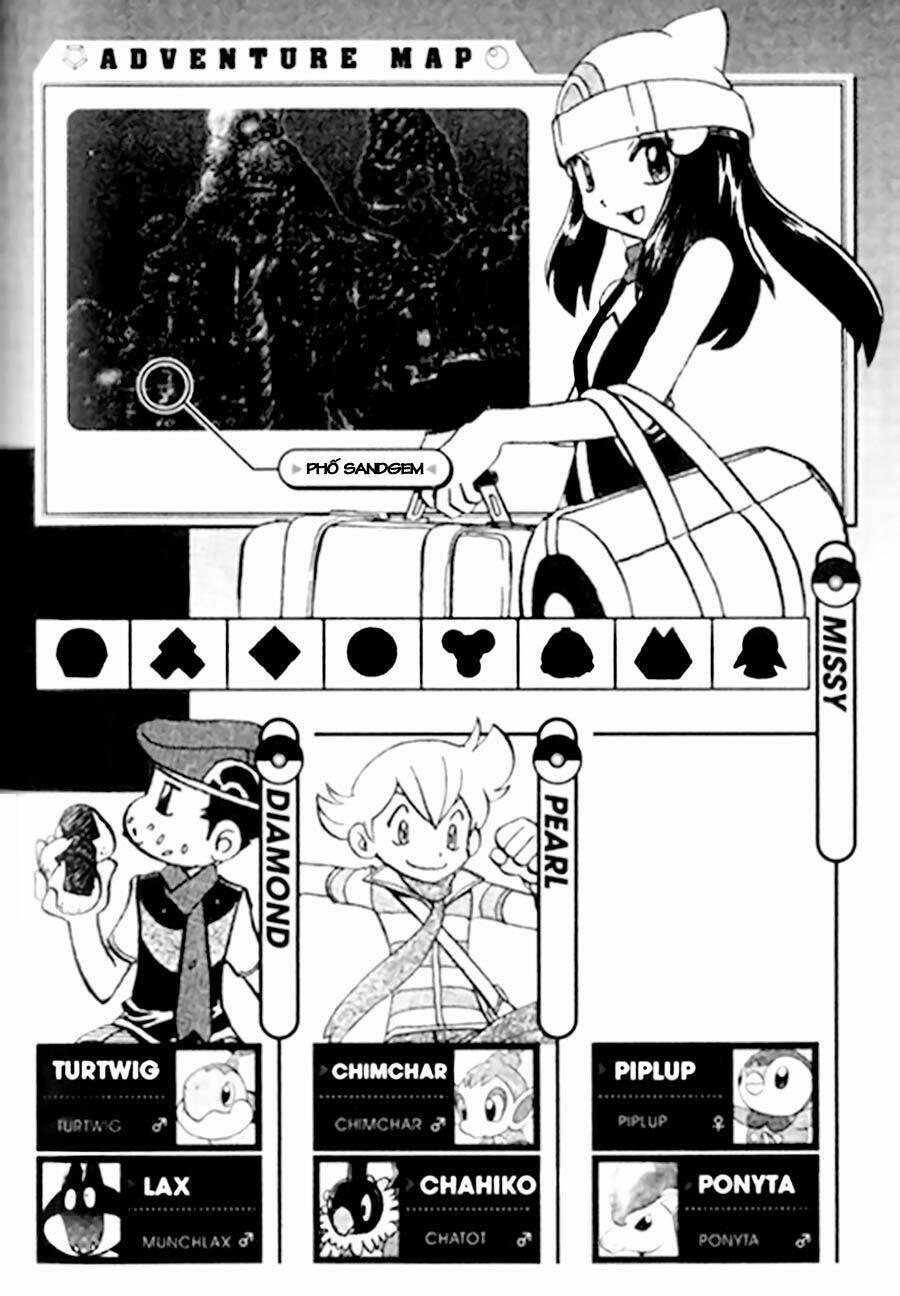 ADVENTURE MAP
PHỐ SANDGEM
MISSY
DIAMOND
PEARL
TURTWIG
TURTWIG ♂
LAX
MUNCHLAX ♂
CHIMCHAR
CHIMCHAR ♂
CHAHIKO
CHATOT ♂
PIPLUP
PIPLUP ♀
PONYTA
PONYTA ♂